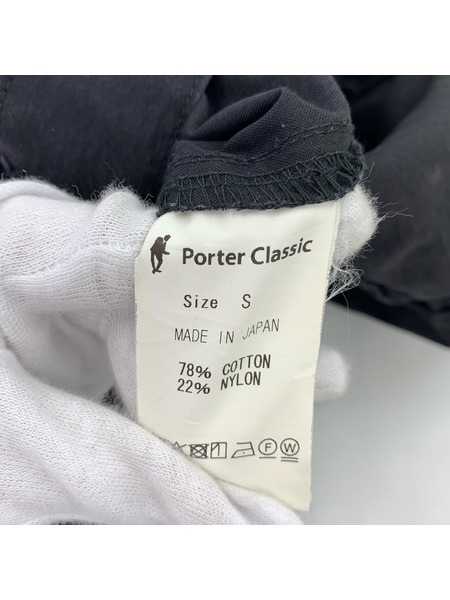 Porter Classic
Size S
MADE IN JAPAN
78% COTTON
22% NYLON
F W